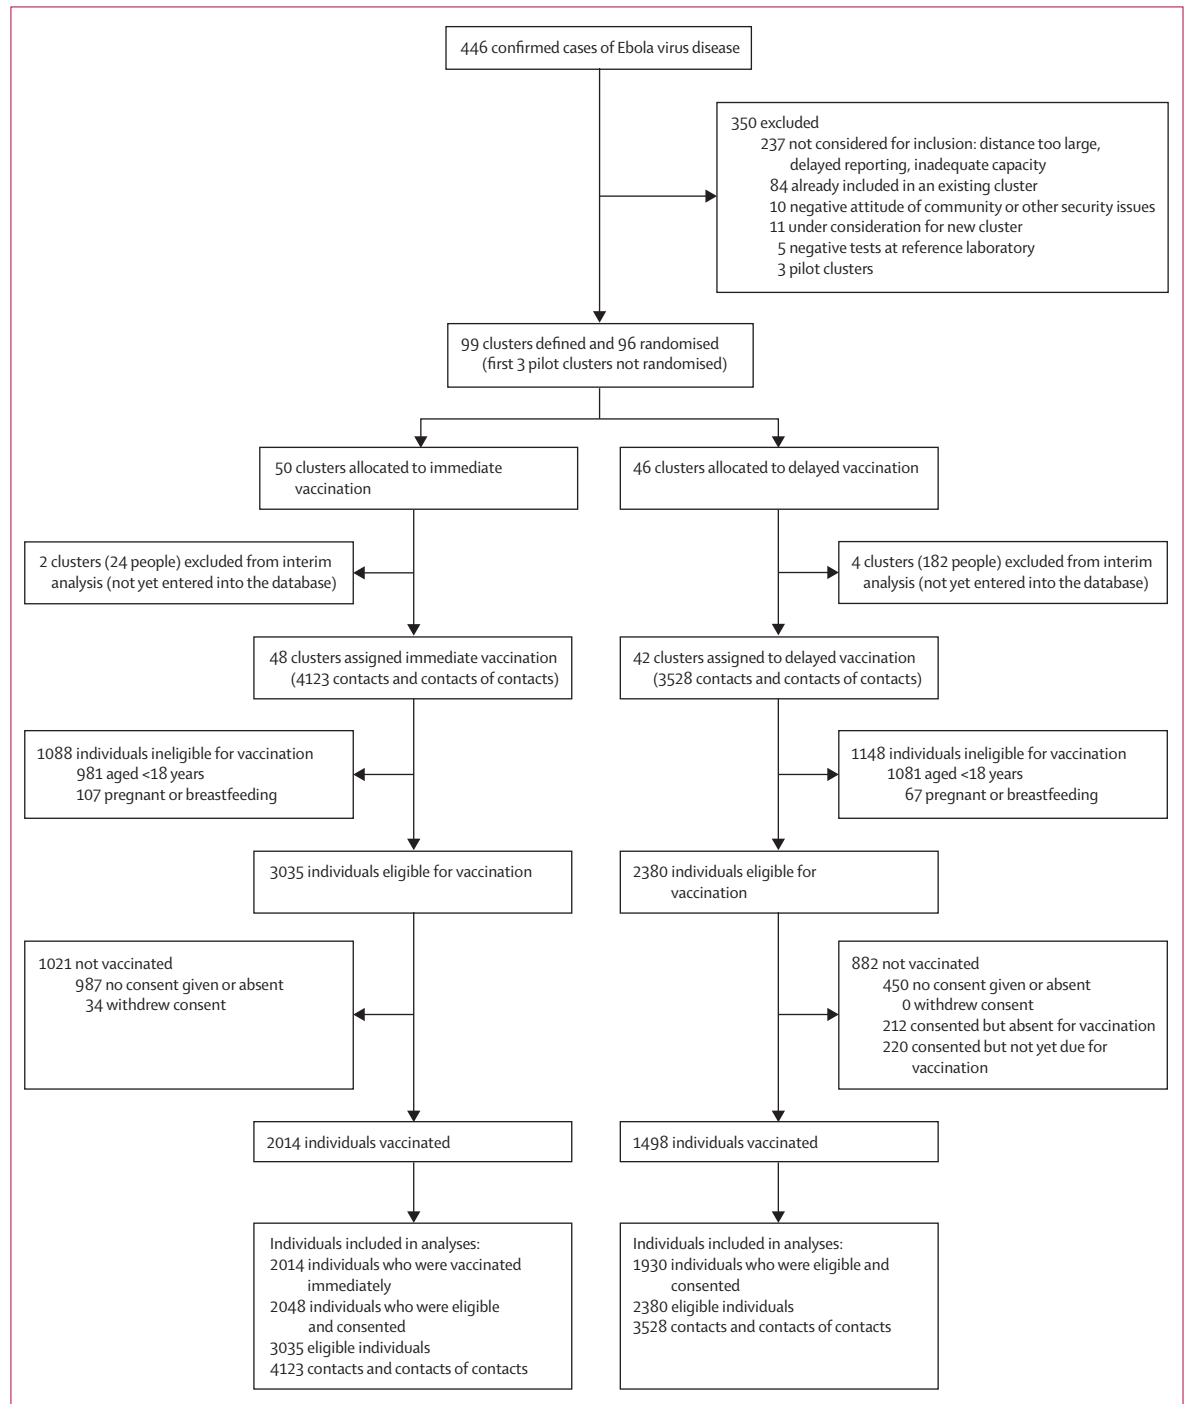 446 confirmed cases of Ebola virus disease
350 excluded
237 not considered for inclusion: distance too large,
delayed reporting, inadequate capacity
84 already included in an existing cluster
10 negative attitude of community or other security issues
11 under consideration for new cluster
5 negative tests at reference laboratory
3 pilot clusters
99 clusters defined and 96 randomised
(first 3 pilot clusters not randomised)
50 clusters allocated to immediate
vaccination
46 clusters allocated to delayed vaccination
2 clusters (24 people) excluded from interim
analysis (not yet entered into the database)
4 clusters (182 people) excluded from interim
analysis (not yet entered into the database)
48 clusters assigned immediate vaccination
(4123 contacts and contacts of contacts)
42 clusters assigned to delayed vaccination
(3528 contacts and contacts of contacts)
1088 individuals ineligible for vaccination
981 aged <18 years
107 pregnant or breastfeeding
1148 individuals ineligible for vaccination
1081 aged <18 years
67 pregnant or breastfeeding
3035 individuals eligible for vaccination
2380 individuals eligible for
vaccination
1021 not vaccinated
987 no consent given or absent
34 withdrew consent
882 not vaccinated
450 no consent given or absent
0 withdrew consent
212 consented but absent for vaccination
220 consented but not yet due for
vaccination
2014 individuals vaccinated
1498 individuals vaccinated
Individuals included in analyses:
2014 individuals who were vaccinated
immediately
2048 individuals who were eligible
and consented
3035 eligible individuals
4123 contacts and contacts of contacts
Individuals included in analyses:
1930 individuals who were eligible and
consented
2380 eligible individuals
3528 contacts and contacts of contacts